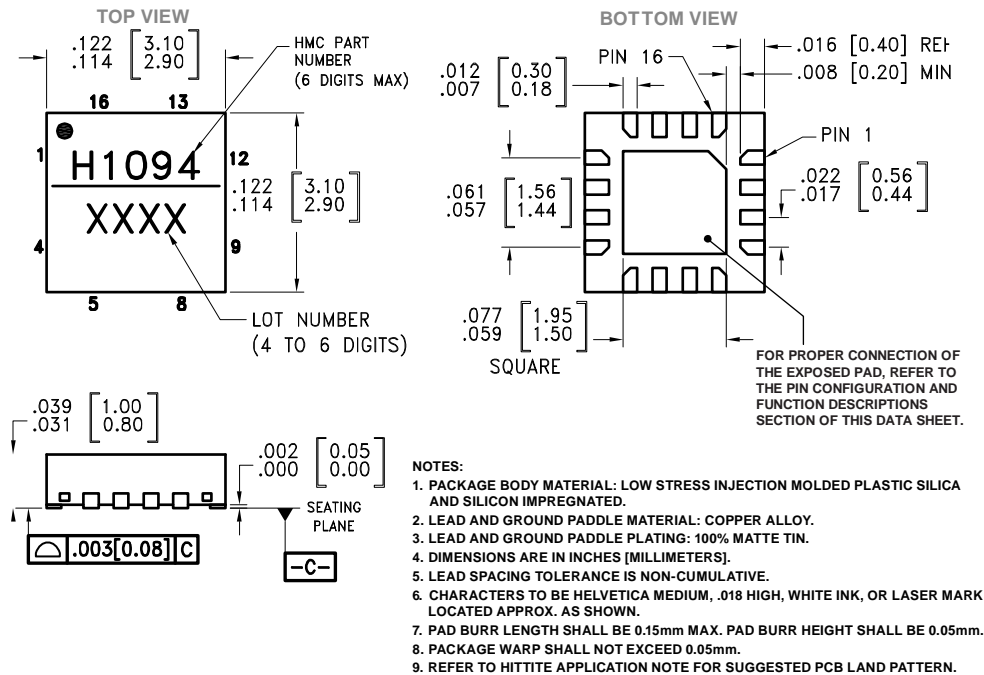 TOP VIEW
.122 [3.10]
.114 [2.90]
HMC PART
NUMBER
(6 DIGITS MAX)
16 13
1 12
H1094
XXXX
.122 [3.10]
.114 [2.90]
4 9
5 8
LOT NUMBER
(4 TO 6 DIGITS)
BOTTOM VIEW
PIN 16
.016 [0.40] REF
.008 [0.20] MIN
.012 [0.30]
.007 [0.18]
PIN 1
.022 [0.56]
.017 [0.44]
.061 [1.56]
.057 [1.44]
.077 [1.95]
.059 [1.50]
SQUARE
FOR PROPER CONNECTION OF
THE EXPOSED PAD, REFER TO
THE PIN CONFIGURATION AND
FUNCTION DESCRIPTIONS
SECTION OF THIS DATA SHEET.
.039 [1.00]
.031 [0.80]
.002 [0.05]
.000 [0.00]
SEATING
PLANE
.003[0.08] C
-C-
NOTES:
1. PACKAGE BODY MATERIAL: LOW STRESS INJECTION MOLDED PLASTIC SILICA
AND SILICON IMPREGNATED.
2. LEAD AND GROUND PADDLE MATERIAL: COPPER ALLOY.
3. LEAD AND GROUND PADDLE PLATING: 100% MATTE TIN.
4. DIMENSIONS ARE IN INCHES [MILLIMETERS].
5. LEAD SPACING TOLERANCE IS NON-CUMULATIVE.
6. CHARACTERS TO BE HELVETICA MEDIUM, .018 HIGH, WHITE INK, OR LASER MARK
LOCATED APPROX. AS SHOWN.
7. PAD BURR LENGTH SHALL BE 0.15mm MAX. PAD BURR HEIGHT SHALL BE 0.05mm.
8. PACKAGE WARP SHALL NOT EXCEED 0.05mm.
9. REFER TO HITTITE APPLICATION NOTE FOR SUGGESTED PCB LAND PATTERN.